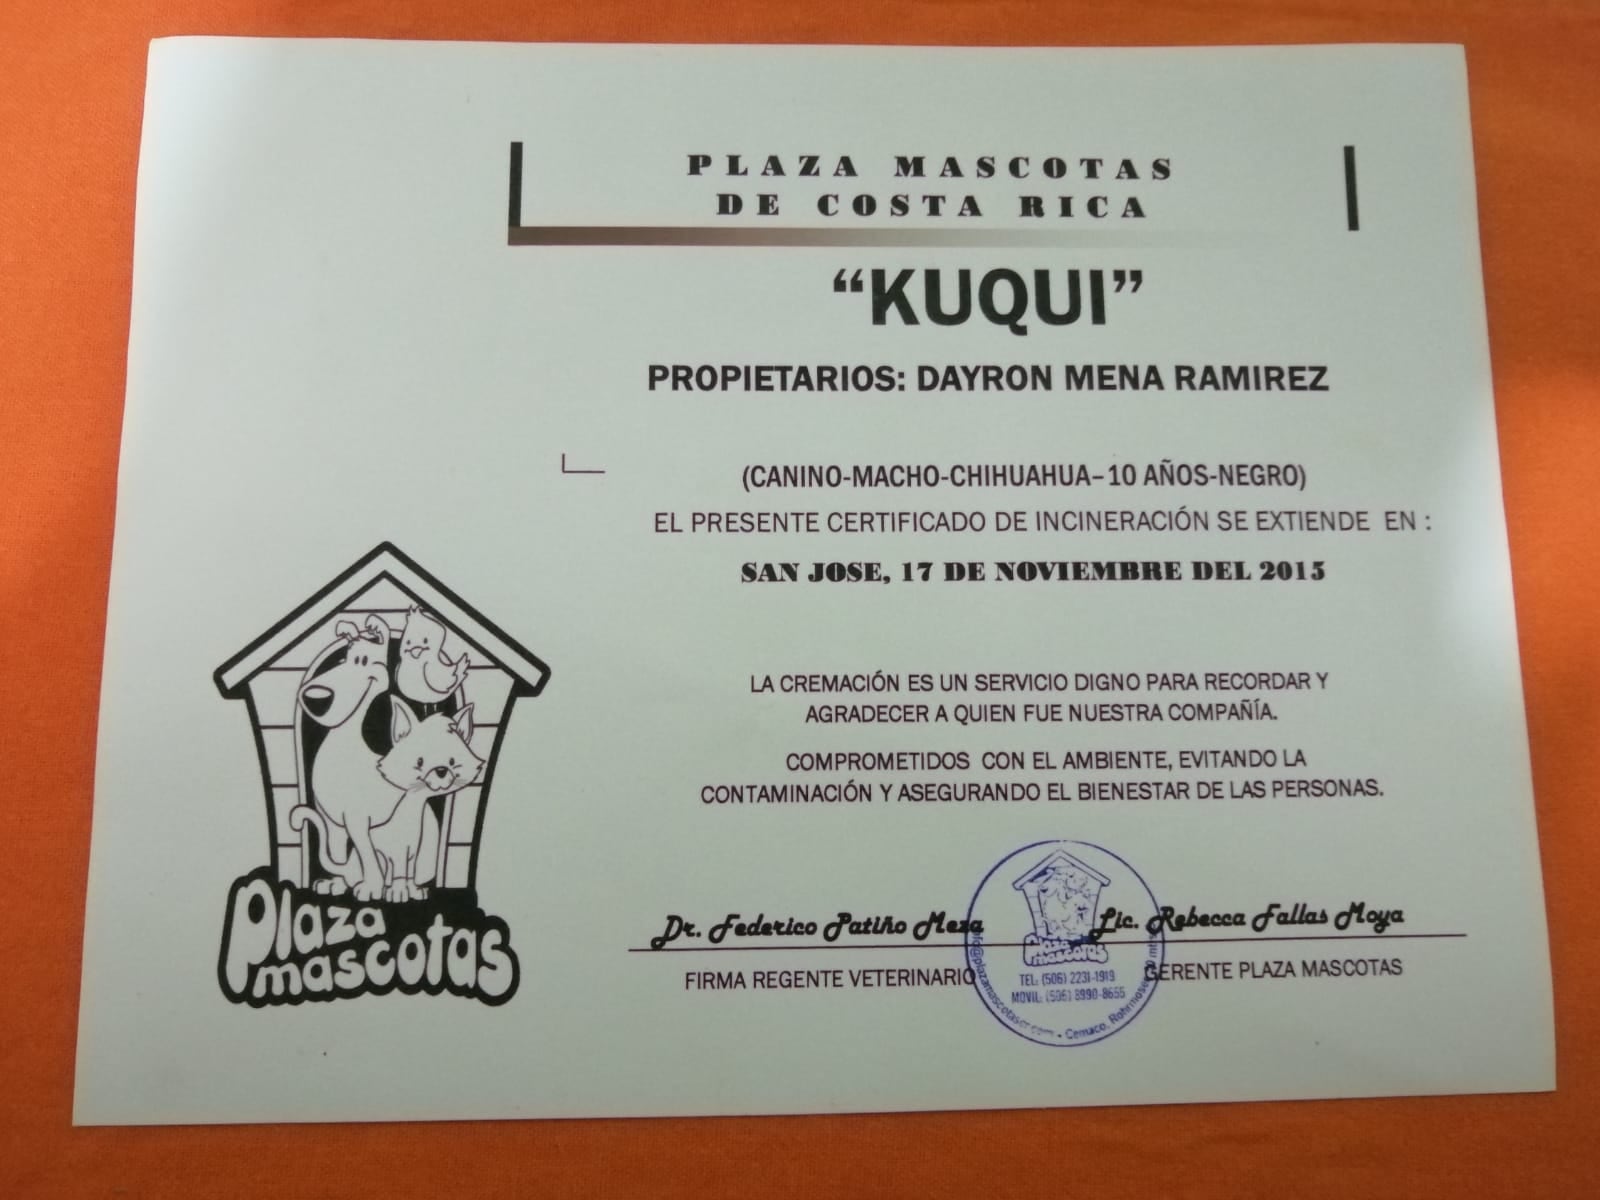 PLAZA MASCOTAS
DE COSTA RICA
“KUQUI”
PROPIETARIOS: DAYRON MENA RAMIREZ
(CANINO-MACHO-CHIHUAHUA–10 AÑOS-NEGRO)
EL PRESENTE CERTIFICADO DE INCINERACIÓN SE EXTIENDE EN :
SAN JOSE, 17 DE NOVIEMBRE DEL 2015
LA CREMACIÓN ES UN SERVICIO DIGNO PARA RECORDAR Y
AGRADECER A QUIEN FUE NUESTRA COMPAÑÍA.
COMPROMETIDOS CON EL AMBIENTE, EVITANDO LA
CONTAMINACIÓN Y ASEGURANDO EL BIENESTAR DE LAS PERSONAS.
Plaza
mascotas
Dr. Federico Patiño Meza
Lic. Rebecca Fallas Moya
FIRMA REGENTE VETERINARIO
GERENTE PLAZA MASCOTAS
Plaza
mascotas
TEL: (506) 2231-1919
MOVIL: (506) 8990-8655